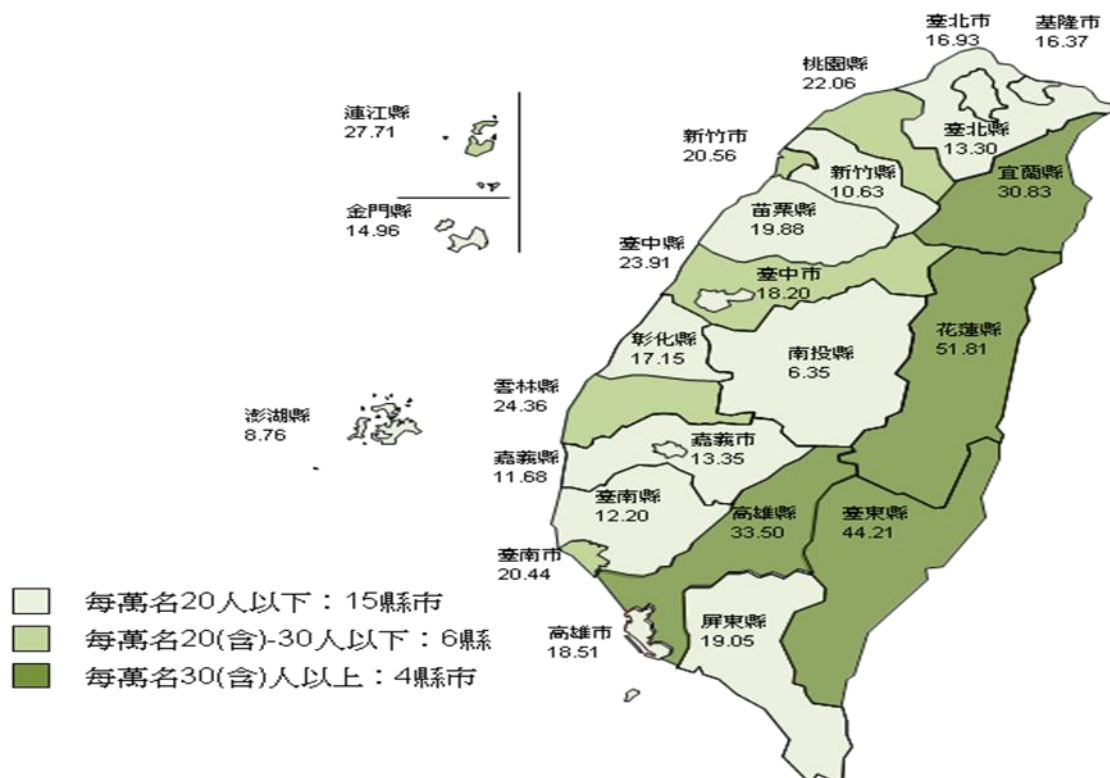 臺北市
16.93
基隆市
16.37
桃園縣
22.06
連江縣
27.71
臺北縣
13.30
新竹市
20.56
宜蘭縣
30.83
新竹縣
10.63
金門縣
14.96
苗栗縣
19.88
臺中縣
23.91
臺中市
18.20
花蓮縣
51.81
彰化縣
17.15
南投縣
6.35
雲林縣
24.36
澎湖縣
8.76
嘉義市
13.35
嘉義縣
11.68
臺南縣
12.20
高雄縣
33.50
臺東縣
44.21
臺南市
20.44
每萬名20人以下：15縣市
每萬名20(含)-30人以下：6縣
每萬名30(含)人以上：4縣市
高雄市
18.51
屏東縣
19.05